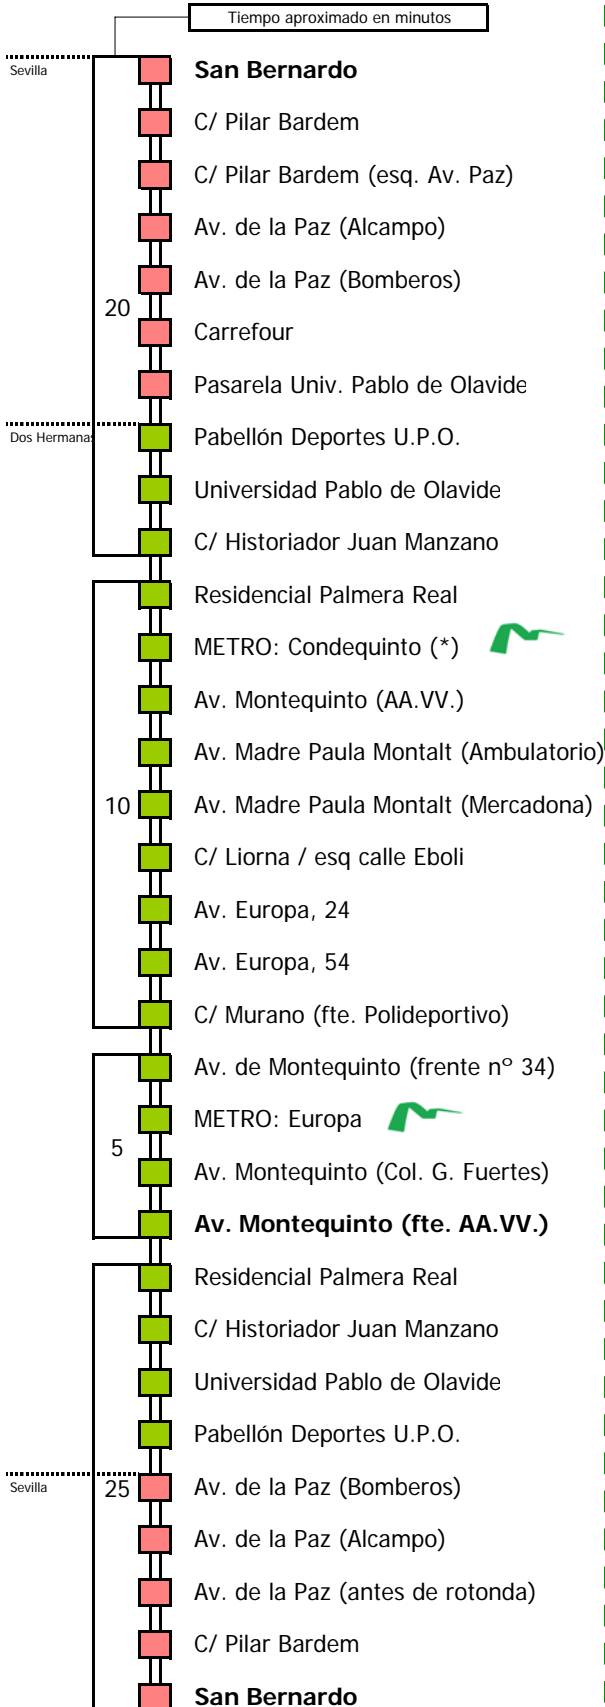 Tiempo aproximado en minutos
Sevilla
San Bernardo
C/ Pilar Bardem
C/ Pilar Bardem (esq. Av. Paz)
Av. de la Paz (Alcampo)
Av. de la Paz (Bomberos)
20
Carrefour
Pasarela Univ. Pablo de Olavide
Dos Hermanas
Pabellón Deportes U.P.O.
Universidad Pablo de Olavide
C/ Historiador Juan Manzano
Residencial Palmera Real
METRO: Condequinto (*)
Av. Montequinto (AA.VV.)
Av. Madre Paula Montalt (Ambulatorio)
10
Av. Madre Paula Montalt (Mercadona)
C/ Liorna / esq calle Eboli
Av. Europa, 24
Av. Europa, 54
C/ Murano (fte. Polideportivo)
Av. de Montequinto (frente nº 34)
METRO: Europa
5
Av. Montequinto (Col. G. Fuertes)
Av. Montequinto (fte. AA.VV.)
Residencial Palmera Real
C/ Historiador Juan Manzano
Universidad Pablo de Olavide
Pabellón Deportes U.P.O.
Sevilla
25
Av. de la Paz (Bomberos)
Av. de la Paz (Alcampo)
Av. de la Paz (antes de rotonda)
C/ Pilar Bardem
San Bernardo